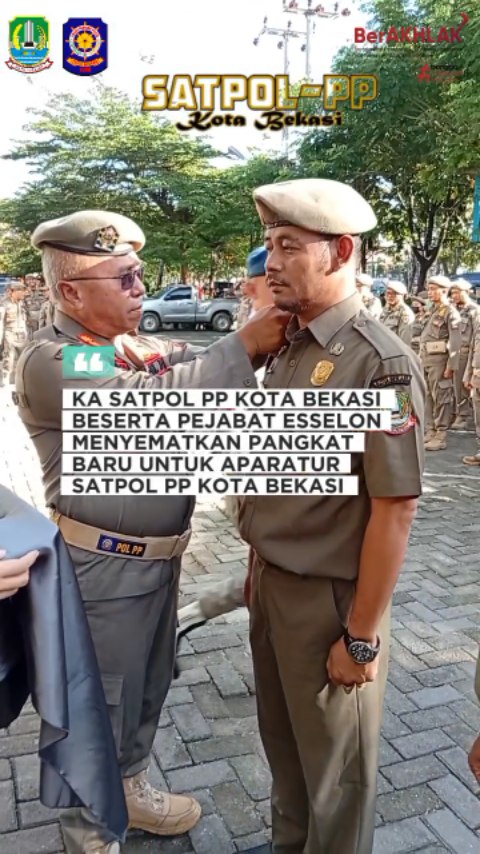 BerAKHLAK
SATPOL-PP
Kota Bekasi
KA SATPOL PP KOTA BEKASI
BESERTA PEJABAT ESSELON
MENYEMATKAN PANGKAT
BARU UNTUK APARATUR
SATPOL PP KOTA BEKASI
POL PP